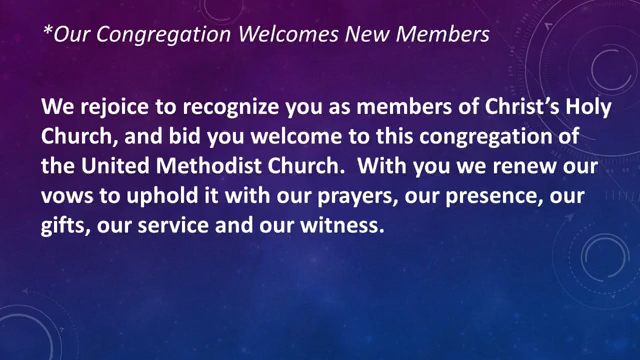 *Our Congregation Welcomes New Members
We rejoice to recognize you as members of Christ’s Holy
Church, and bid you welcome to this congregation of
the United Methodist Church.  With you we renew our
vows to uphold it with our prayers, our presence, our
gifts, our service and our witness.